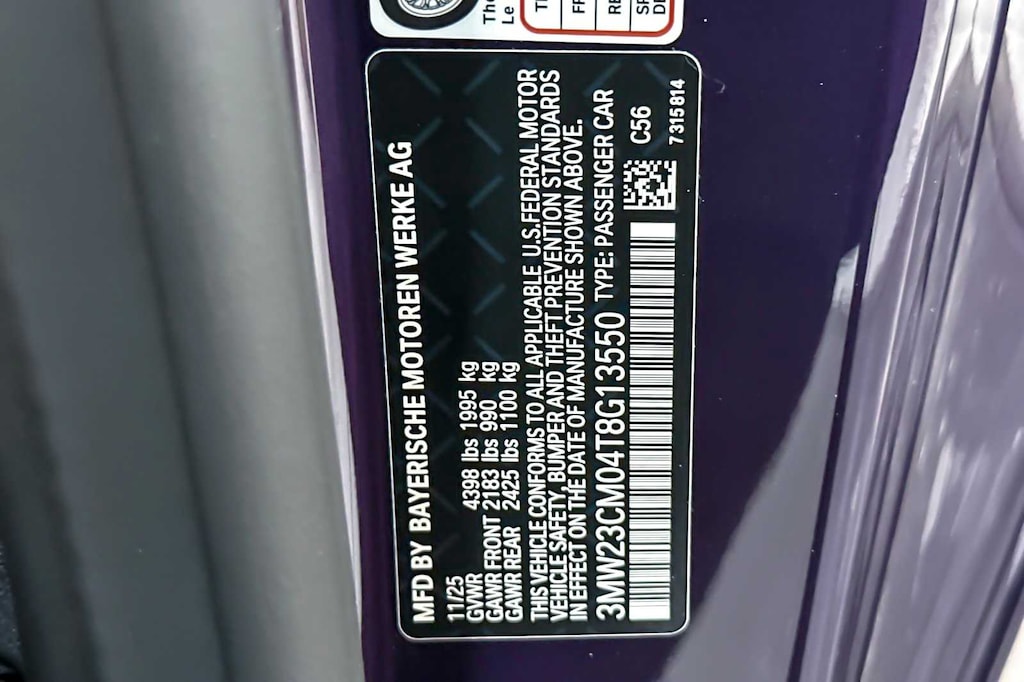 The
Le
MFD BY BAYERISCHE MOTOREN WERKE AG
11/25
GVWR 4398 lbs 1995 kg
GAWR FRONT 2183 lbs 990 kg
GAWR REAR 2425 lbs 1100 kg
THIS VEHICLE CONFORMS TO ALL APPLICABLE U.S.FEDERAL MOTOR
VEHICLE SAFETY, BUMPER AND THEFT PREVENTION STANDARDS
IN EFFECT ON THE DATE OF MANUFACTURE SHOWN ABOVE.
3MW23CM04T8G13550 TYPE: PASSENGER CAR
C56
7315814